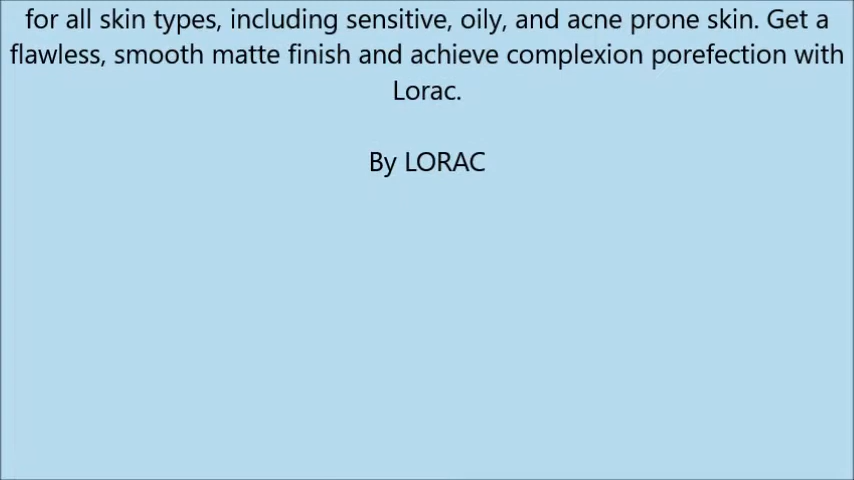 for all skin types, including sensitive, oily, and acne prone skin. Get a
flawless, smooth matte finish and achieve complexion porefection with
Lorac.
By LORAC